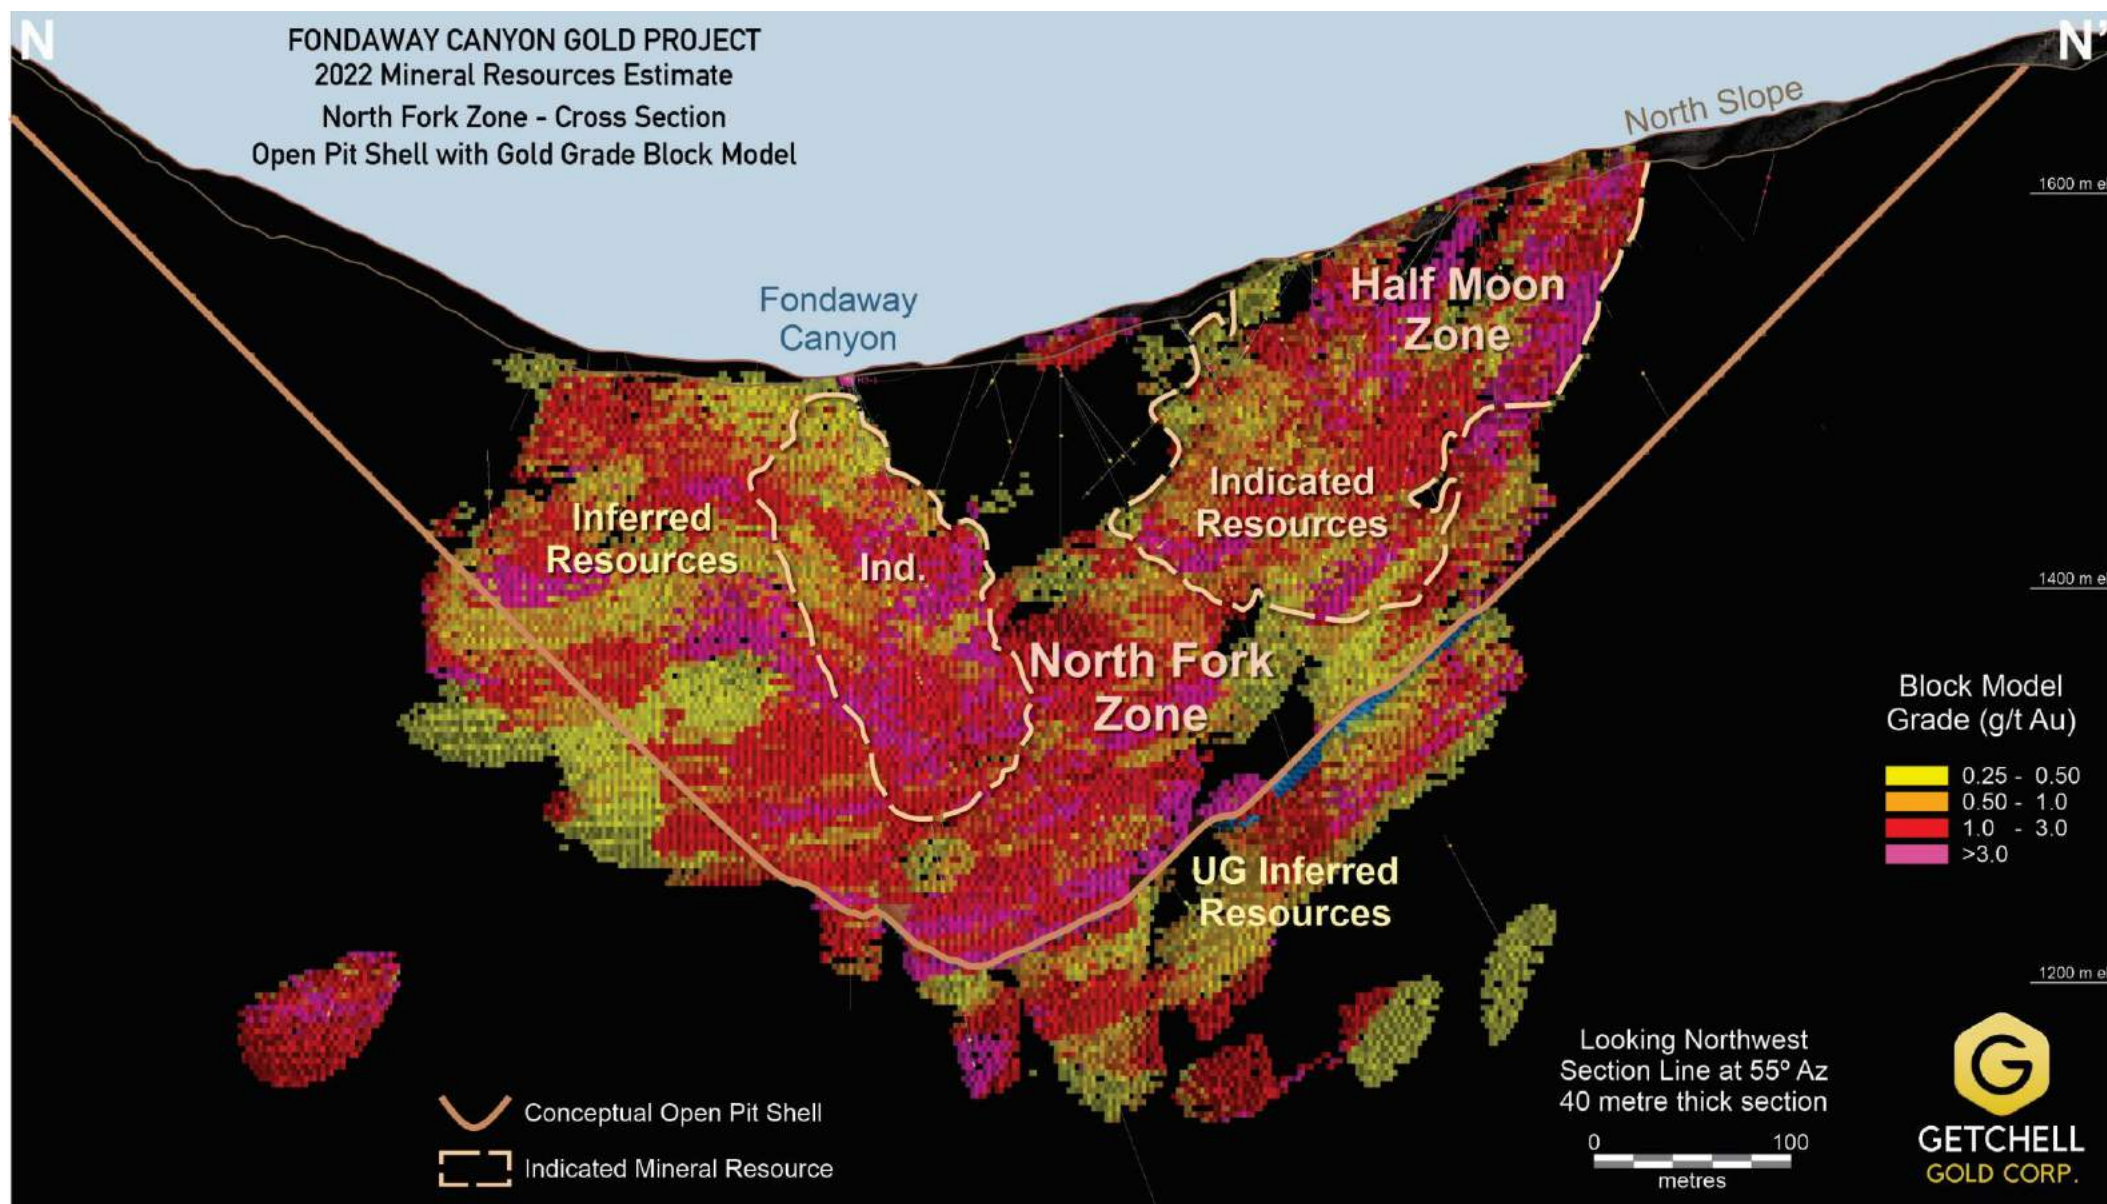 N
N'
FONDAWAY CANYON GOLD PROJECT
2022 Mineral Resources Estimate
North Fork Zone - Cross Section
Open Pit Shell with Gold Grade Block Model
North Slope
1600 m el
Fondaway
Canyon
Half Moon
Zone
Indicated
Resources
Inferred
Resources
Ind.
1400 m el
North Fork
Zone
Block Model
Grade (g/t Au)
0.25 - 0.50
0.50 - 1.0
1.0 - 3.0
>3.0
UG Inferred
Resources
1200 m el
Looking Northwest
Section Line at 55º Az
40 metre thick section
0 100
metres
Conceptual Open Pit Shell
Indicated Mineral Resource
G
GETCHELL
GOLD CORP.